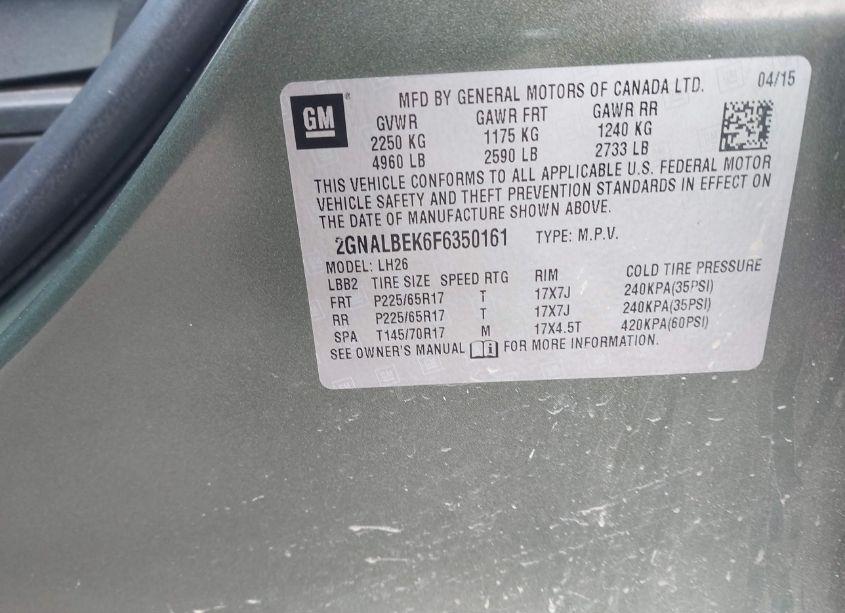 GM
MFD BY GENERAL MOTORS OF CANADA LTD. 04/15
GVWR GAWR FRT GAWR RR
2250 KG 1175 KG 1240 KG
4960 LB 2590 LB 2733 LB
THIS VEHICLE CONFORMS TO ALL APPLICABLE U.S. FEDERAL MOTOR
VEHICLE SAFETY AND THEFT PREVENTION STANDARDS IN EFFECT ON
THE DATE OF MANUFACTURE SHOWN ABOVE.
2GNALBEK6F6350161 TYPE: M.P.V.
MODEL: LH26
LBB2 TIRE SIZE SPEED RTG RIM COLD TIRE PRESSURE
FRT P225/65R17 T 17X7J 240KPA(35PSI)
RR P225/65R17 T 17X7J 240KPA(35PSI)
SPA T145/70R17 M 17X4.5T 420KPA(60PSI)
SEE OWNER'S MANUAL FOR MORE INFORMATION.